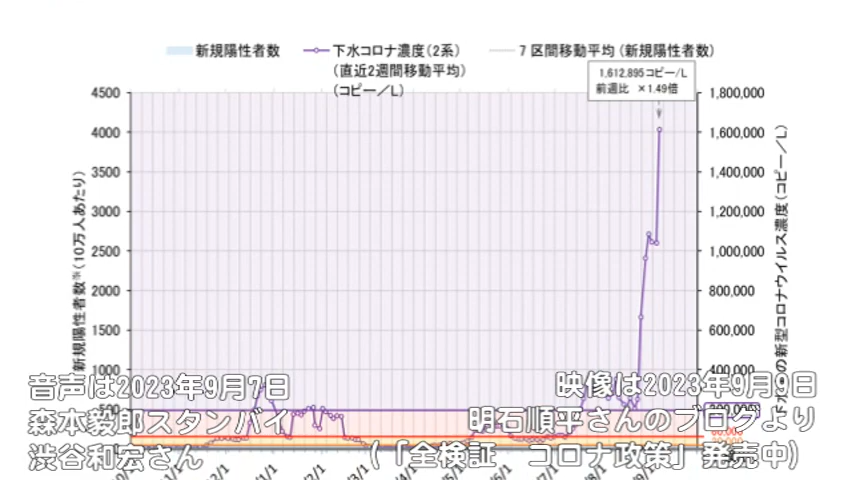 新規陽性者数
下水コロナ濃度(2系)
(直近2週間移動平均)
(コピー/L)
7区間移動平均(新規陽性者数)
1,612,895コピー/L
前週比 ×1.49倍
新規陽性者数※(10万人あたり)
4500
4000
3500
3000
2500
2000
1500
1000
1,800,000
1,600,000
1,400,000
1,200,000
1,000,000
800,000
600,000
400,000
の新型コロナウイルス濃度(コピー/L)
音声は2023年9月7日
森本毅郎スタンバイ
渋谷和宏さん
映像は2023年9月9日
明石順平さんのブログより
(「全検証 コロナ政策」発売中)